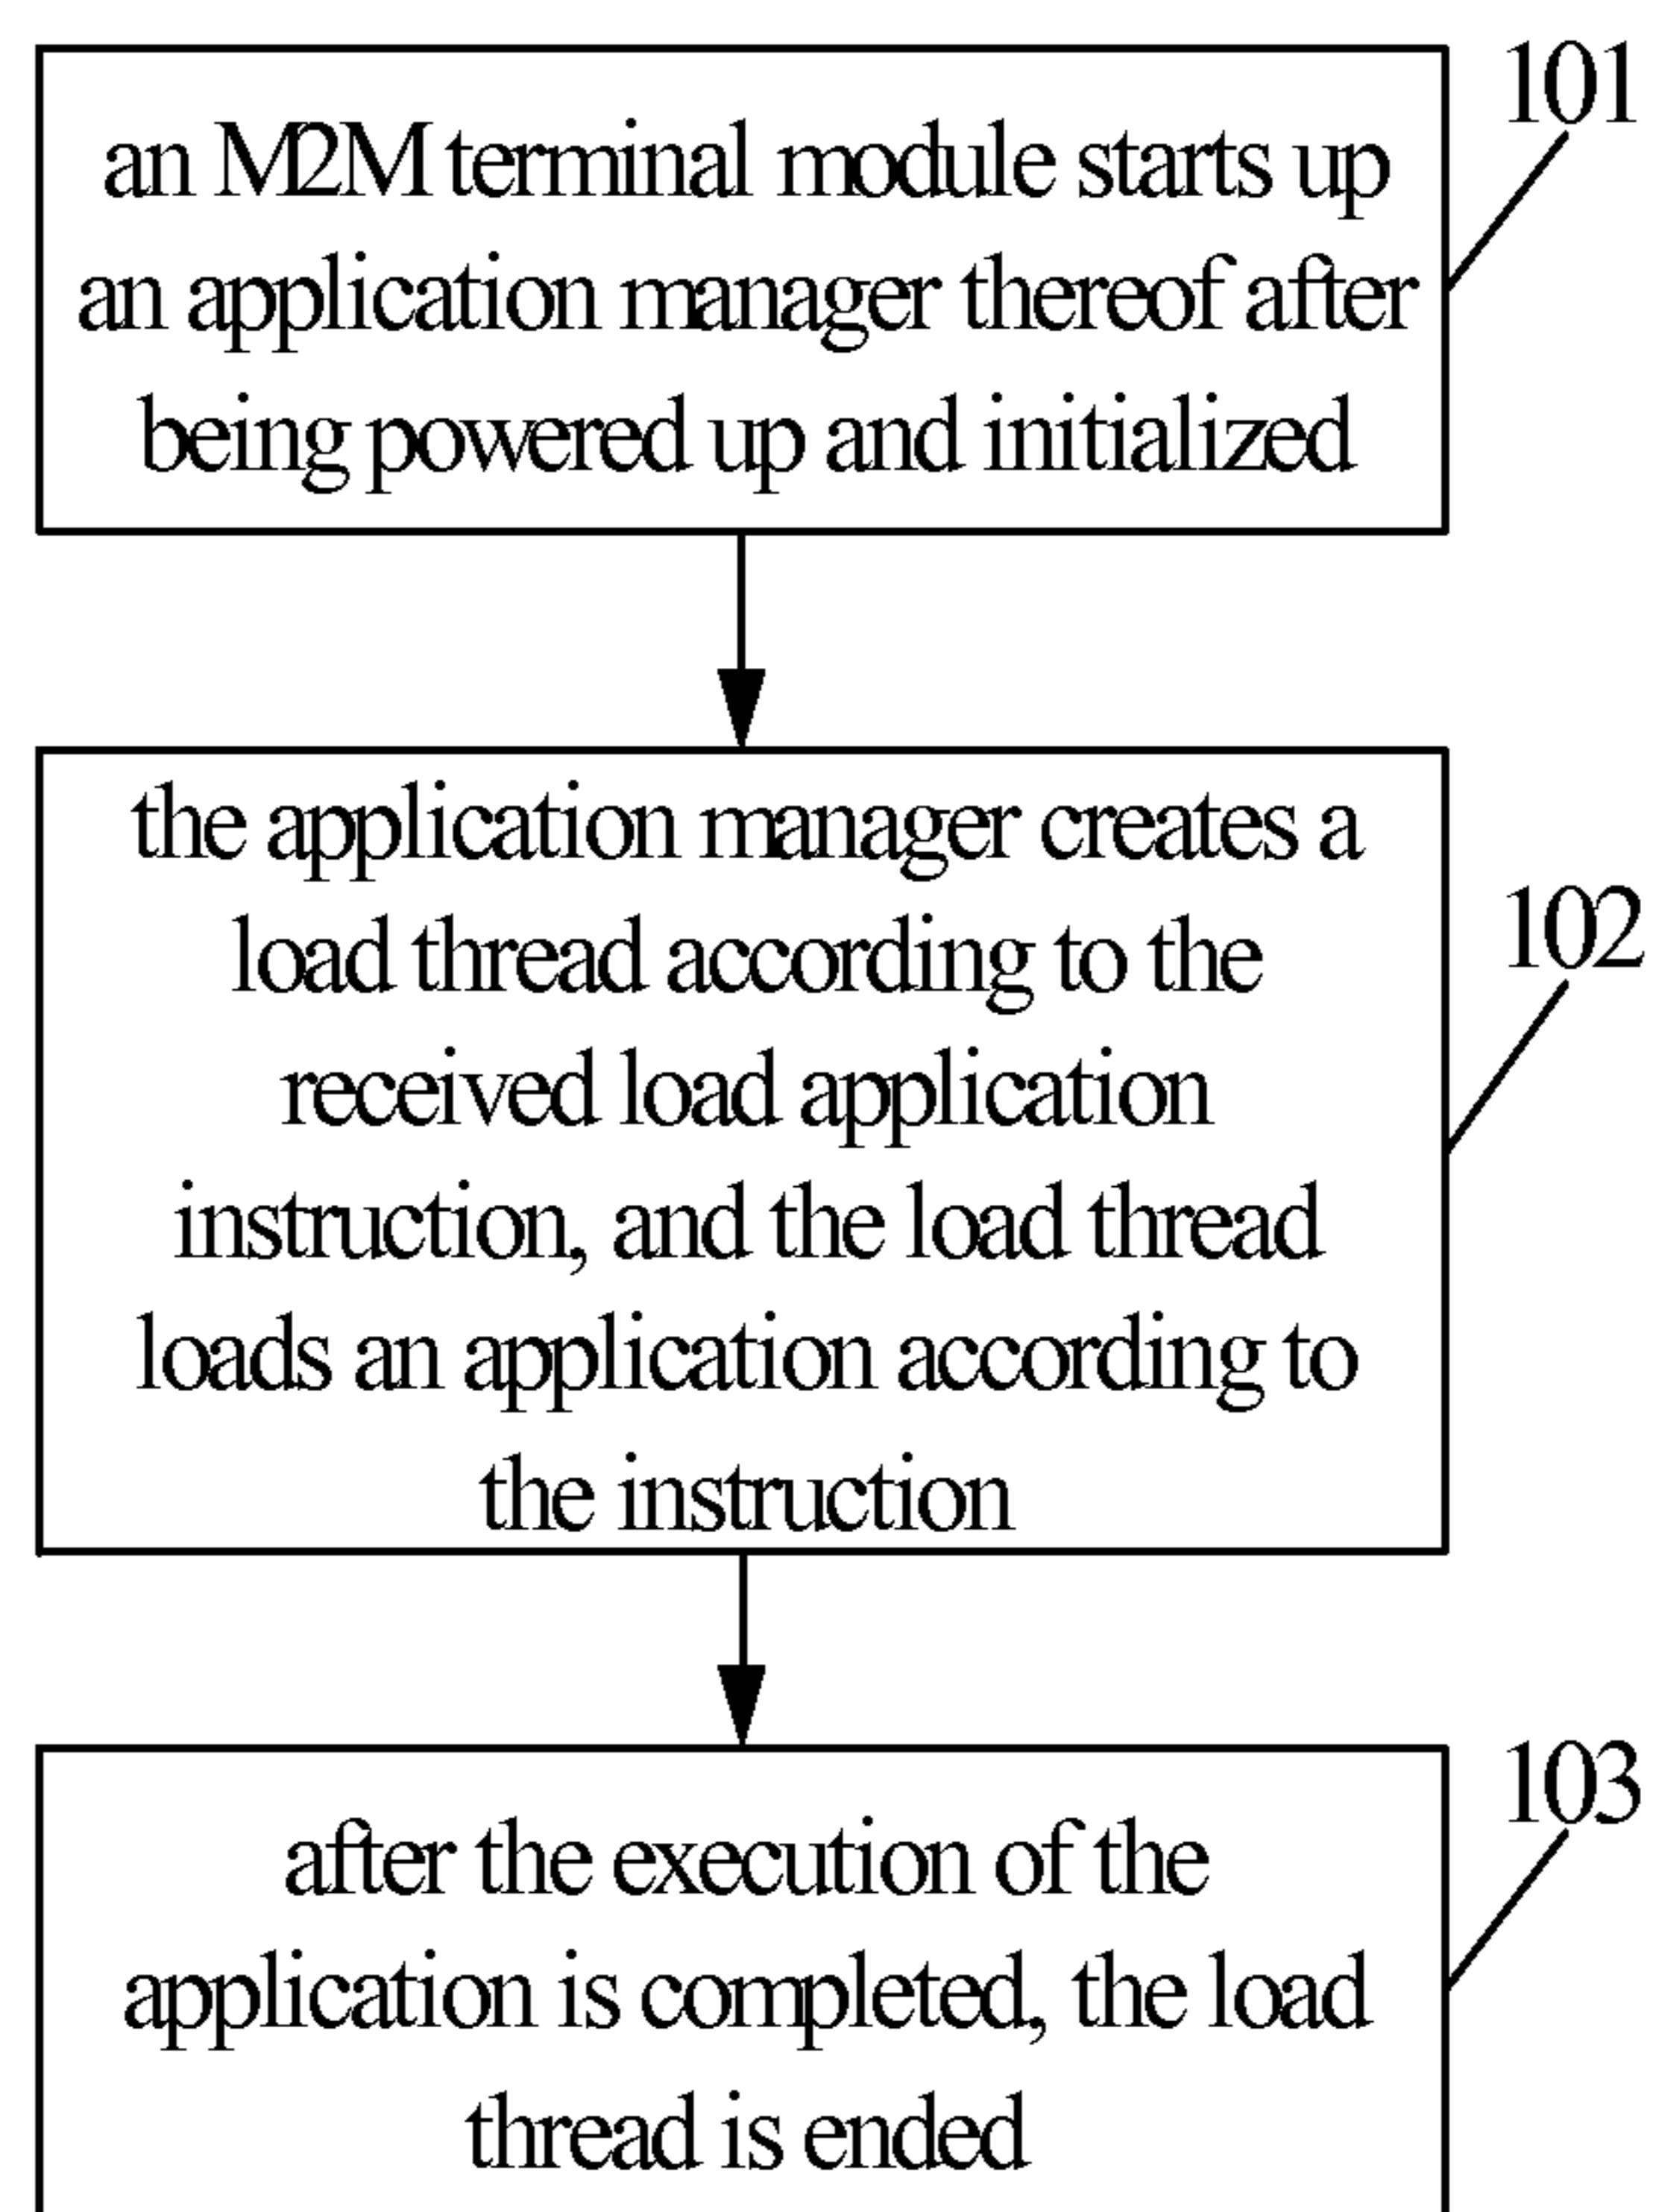 101
an M2M terminal module starts up
an application manager thereof after
being powered up and initialized
the application manager creates a
load thread according to the
102
received load application
instruction, and the load thread
loads an application according to
the instruction
103
after the execution of the
application is completed, the load
thread is ended